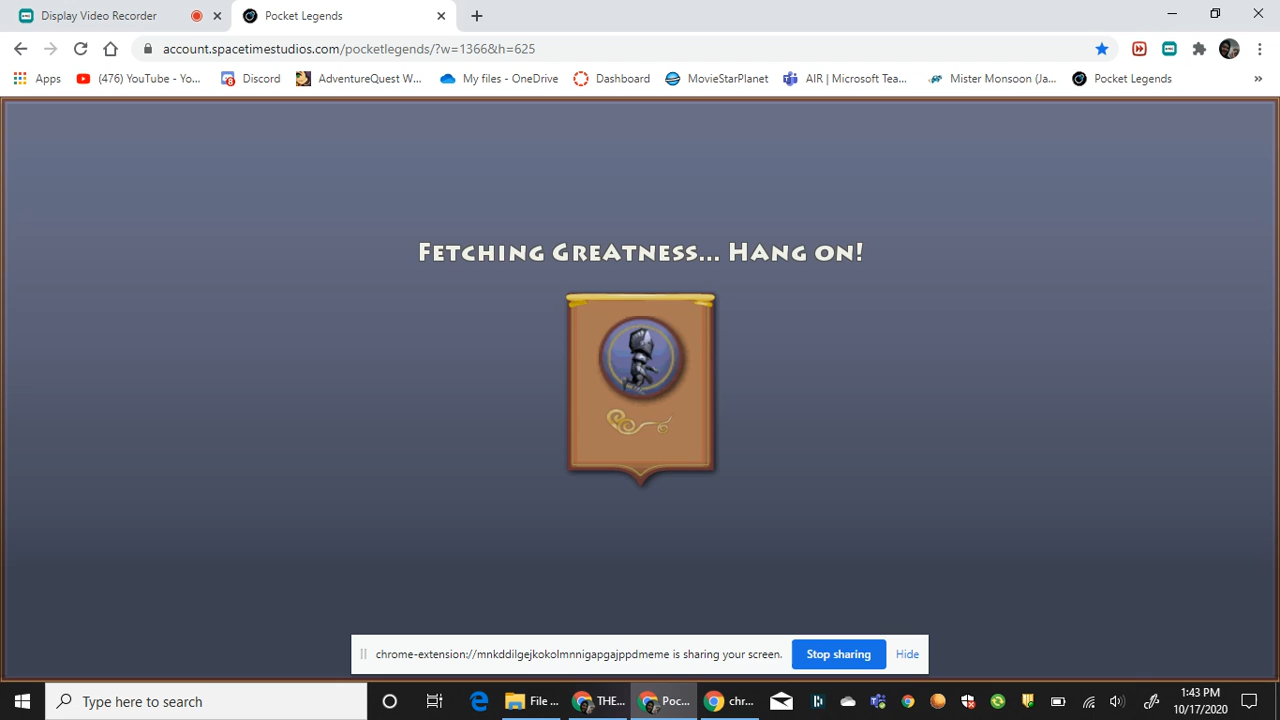 Display Video Recorder
Pocket Legends
account.spacetimestudios.com/pocketlegends/?w=1366&h=625
Apps
(476) YouTube - Yo...
Discord
8
AdventureQuest W...
My files - OneDrive
Dashboard
MovieStarPlanet
AIR | Microsoft Tea...
Mister Monsoon (Ja...
Pocket Legends
»
Fetching Greatness... Hang on!
chrome-extension://mnkddilgejkokolmnnigapgajppdmeme is sharing your screen.
Stop sharing
Hide
Type here to search
File ...
THE...
Poc...
chr...
1:43 PM
10/17/2020